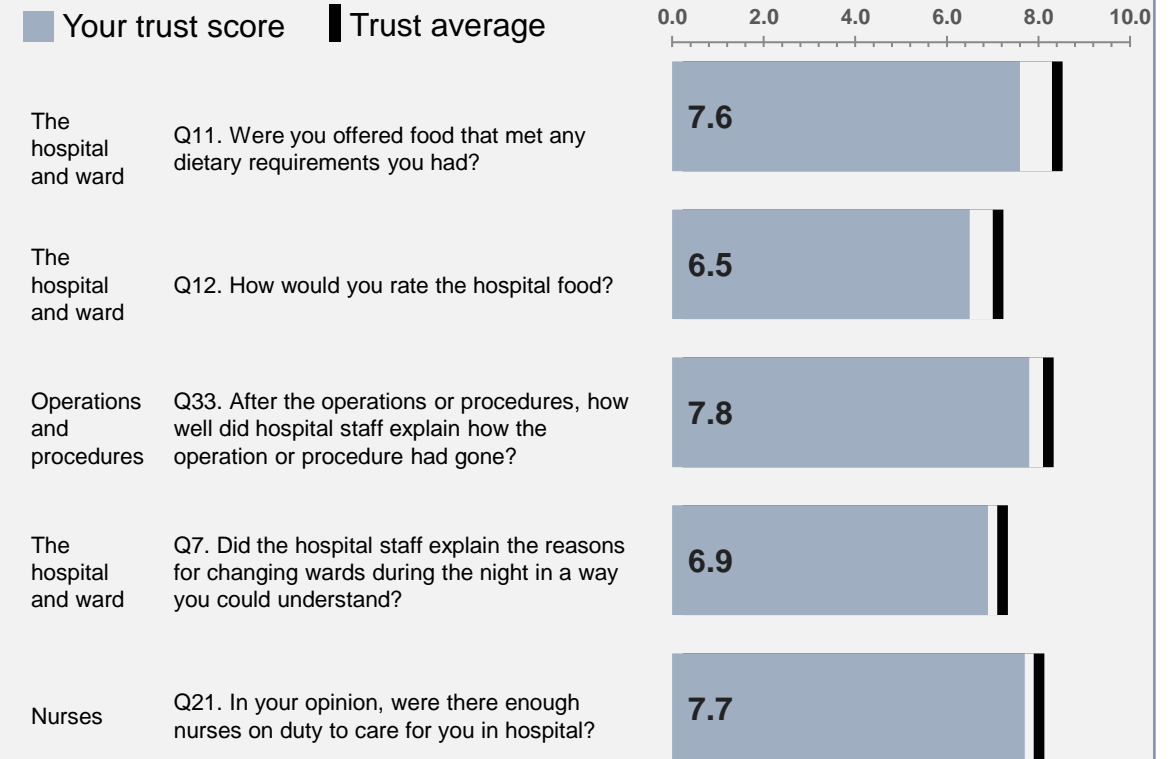 Your trust score
Trust average
0.0 2.0 4.0 6.0 8.0 10.0
The
hospital
and ward
Q11. Were you offered food that met any
dietary requirements you had?
7.6
The
hospital
and ward
Q12. How would you rate the hospital food?
6.5
Operations
and
procedures
Q33. After the operations or procedures, how
well did hospital staff explain how the
operation or procedure had gone?
7.8
The
hospital
and ward
Q7. Did the hospital staff explain the reasons
for changing wards during the night in a way
you could understand?
6.9
Nurses
Q21. In your opinion, were there enough
nurses on duty to care for you in hospital?
7.7